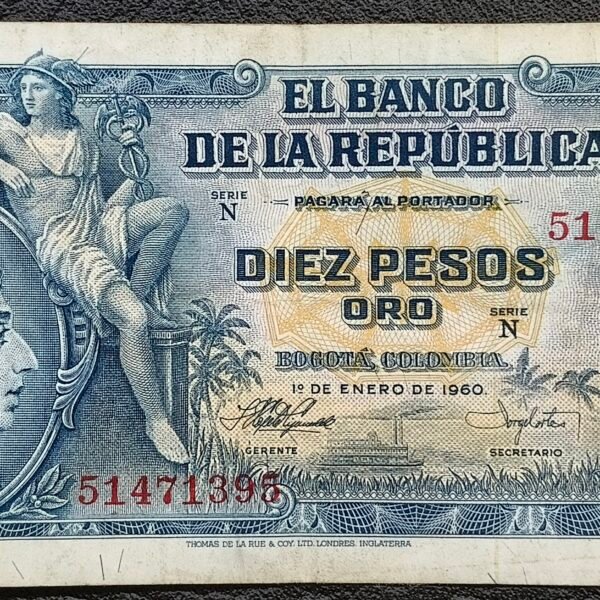 EL BANCO
DE LA REPÚBLICA
SERIE
N
PAGARÁ AL PORTADOR
51
DIEZ PESOS
ORO
SERIE
N
BOGOTÁ, COLOMBIA,
1º DE ENERO DE 1960.
GERENTE
SECRETARIO
51471395
THOMAS DE LA RUE & COY. LTD. LONDRES. INGLATERRA